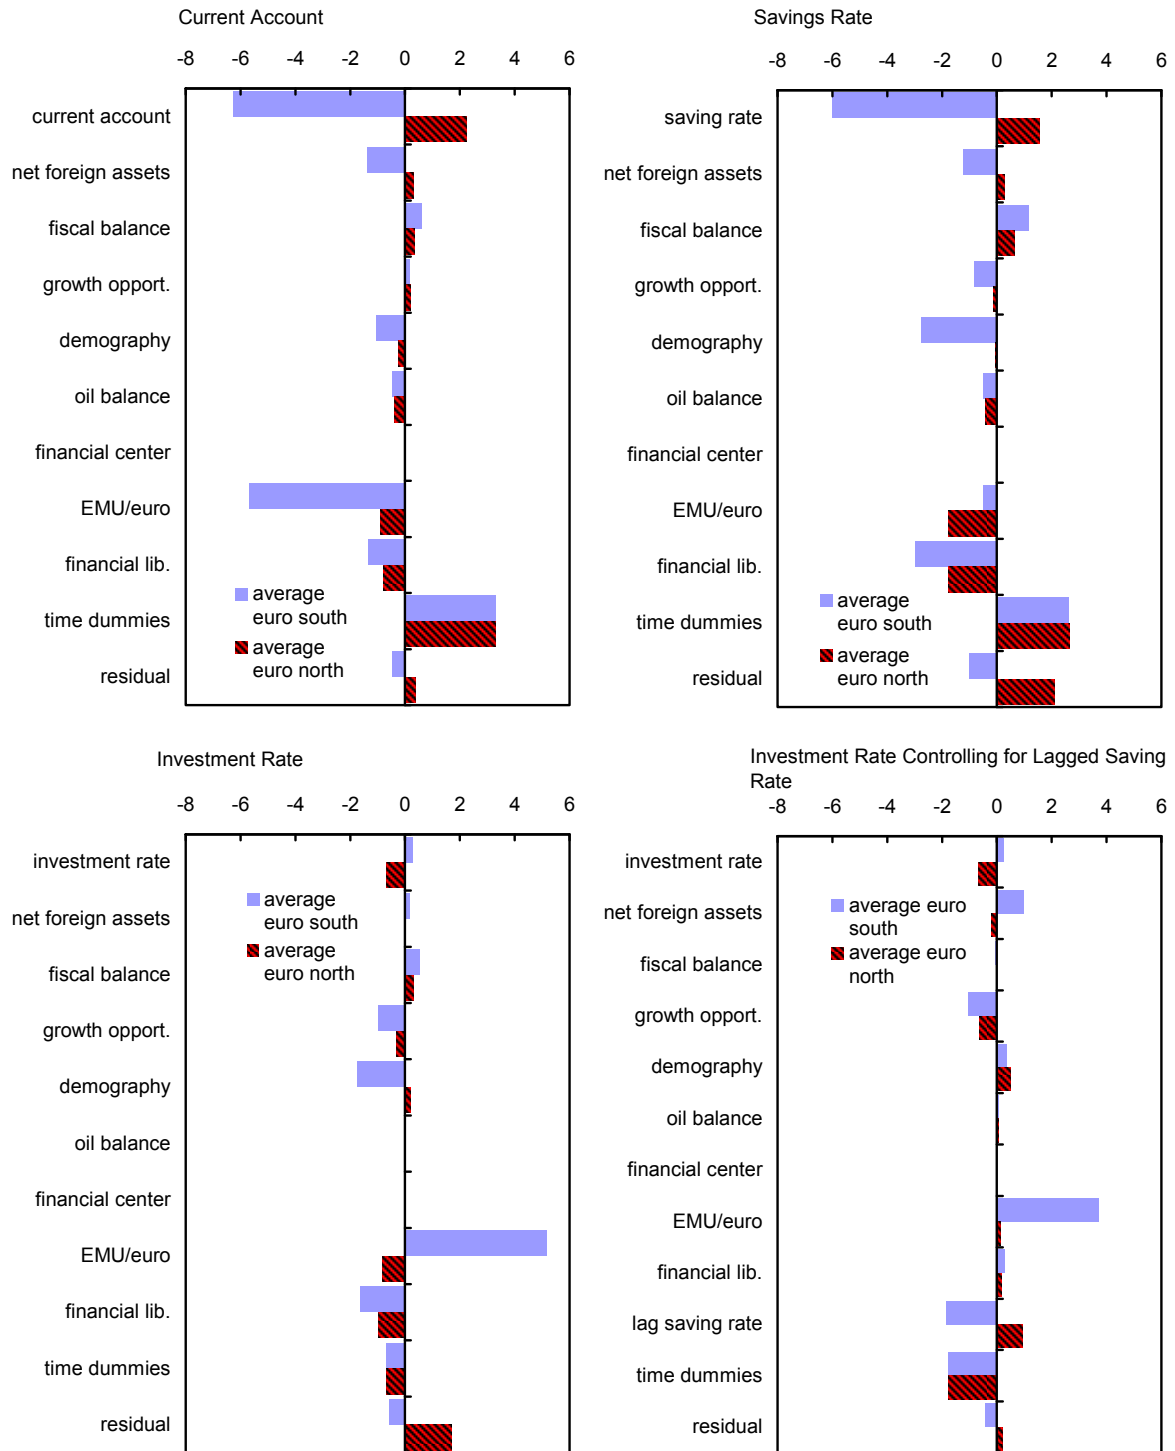 Current Account
-8 -6 -4 -2 0 2 4 6
current account
net foreign assets
fiscal balance
growth opport.
demography
oil balance
financial center
EMU/euro
financial lib.
time dummies
residual
average
euro south
average
euro north
Savings Rate
-8 -6 -4 -2 0 2 4 6
saving rate
net foreign assets
fiscal balance
growth opport.
demography
oil balance
financial center
EMU/euro
financial lib.
time dummies
residual
average
euro south
average
euro north
Investment Rate
-8 -6 -4 -2 0 2 4 6
investment rate
net foreign assets
fiscal balance
growth opport.
demography
oil balance
financial center
EMU/euro
financial lib.
time dummies
residual
average
euro south
average
euro north
Investment Rate Controlling for Lagged Saving
Rate
-8 -6 -4 -2 0 2 4 6
investment rate
net foreign assets
fiscal balance
growth opport.
demography
oil balance
financial center
EMU/euro
financial lib.
lag saving rate
time dummies
residual
average euro
south
average euro
north